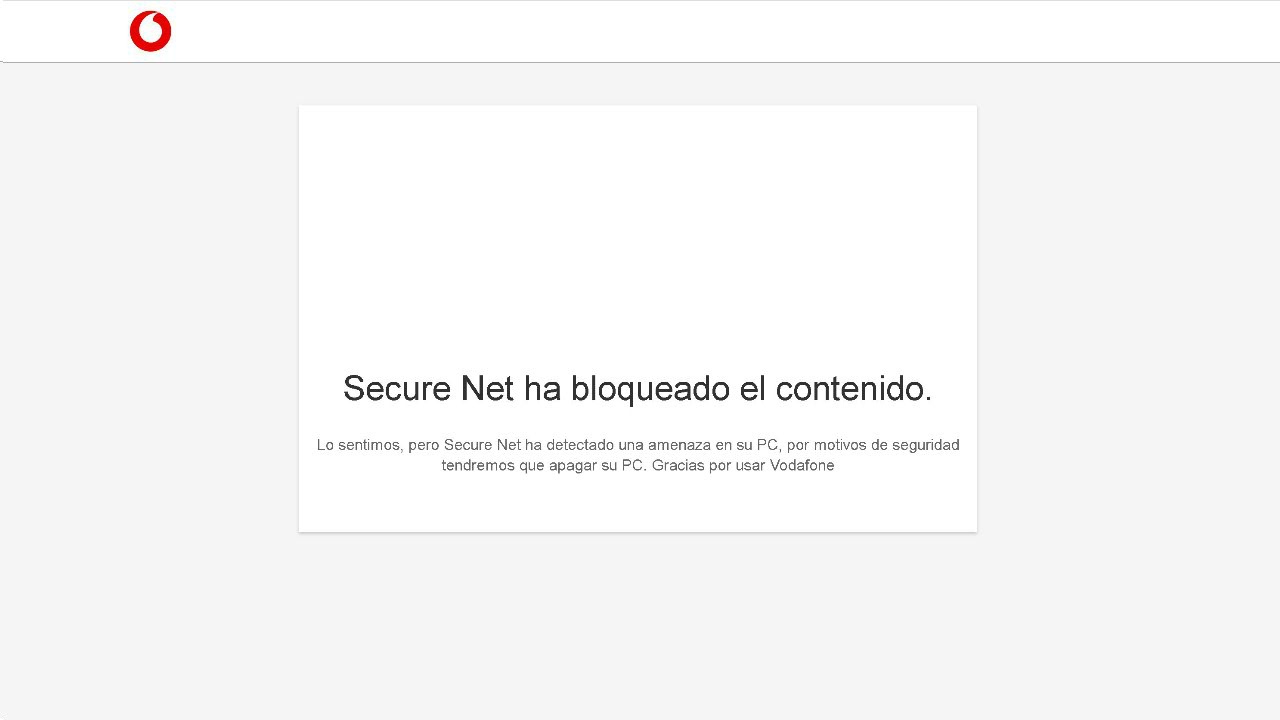 Secure Net ha bloqueado el contenido.
Lo sentimos, pero Secure Net ha detectado una amenaza en su PC, por motivos de seguridad
tendremos que apagar su PC. Gracias por usar Vodafone